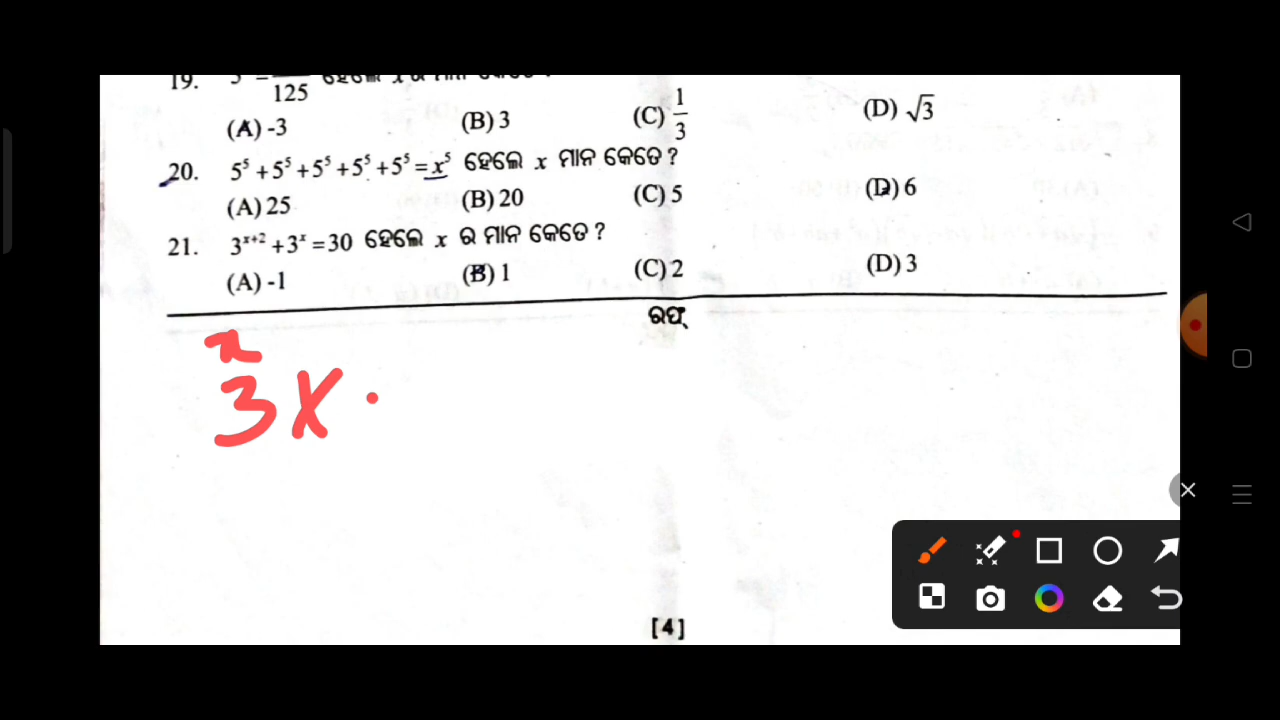 19. 5 = 125 ହେଲେ x ର ମାନ କେତେ ?
(A) -3 (B) 3 (C) 1/3 (D) √3
20. 5⁵ + 5⁵ + 5⁵ + 5⁵ + 5⁵ = x⁵ ହେଲେ x ମାନ କେତେ ?
(A) 25 (B) 20 (C) 5 (D) 6
21. 3ˣ⁺² + 3ˣ = 30 ହେଲେ x ର ମାନ କେତେ ?
(A) -1 (B) 1 (C) 2 (D) 3
ରଫ୍
3ˣ x .
[4]